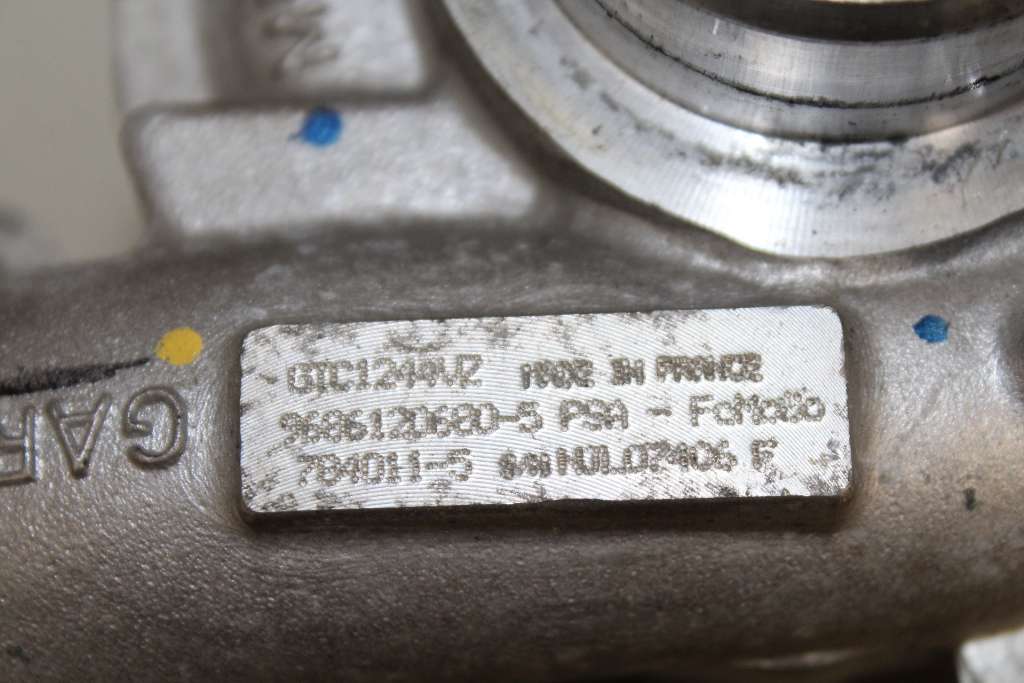 GTC1244VZ MADE IN FRANCE
9686120680-5 PSA - FoMoCo
784011-5 F
GAR